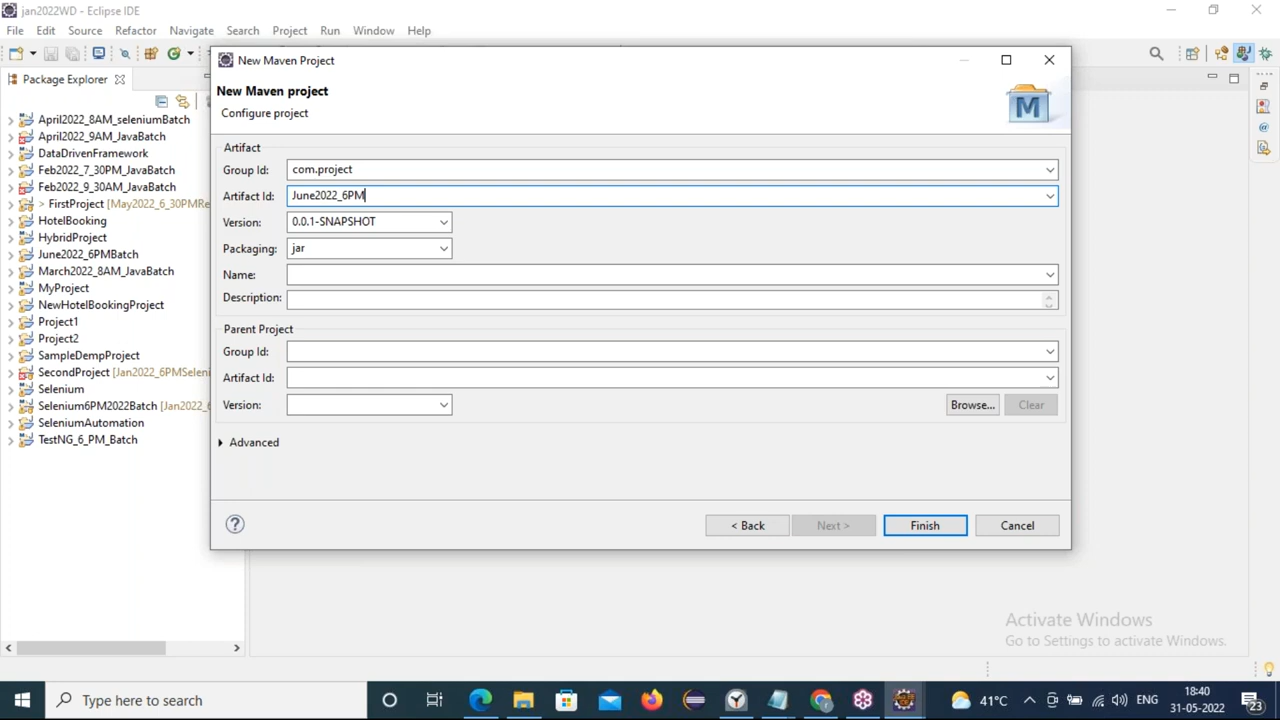 jan2022WD - Eclipse IDE
File Edit Source Refactor Navigate Search Project Run Window Help
Package Explorer
April2022_8AM_seleniumBatch
April2022_9AM_JavaBatch
DataDrivenFramework
Feb2022_7_30PM_JavaBatch
Feb2022_9_30AM_JavaBatch
> FirstProject [May2022_6_30PMRe
HotelBooking
HybridProject
June2022_6PMBatch
March2022_8AM_JavaBatch
MyProject
NewHotelBookingProject
Project1
Project2
SampleDempProject
SecondProject [Jan2022_6PMSeleni
Selenium
Selenium6PM2022Batch [Jan2022_6
SeleniumAutomation
TestNG_6_PM_Batch
New Maven Project
New Maven project
Configure project
M
Artifact
Group Id: com.project
Artifact Id: June2022_6PM
Version: 0.0.1-SNAPSHOT
Packaging: jar
Name:
Description:
Parent Project
Group Id:
Artifact Id:
Version:
Browse... Clear
Advanced
? < Back Next > Finish Cancel
Activate Windows
Go to Settings to activate Windows.
Type here to search
41°C ENG 18:40
31-05-2022
23